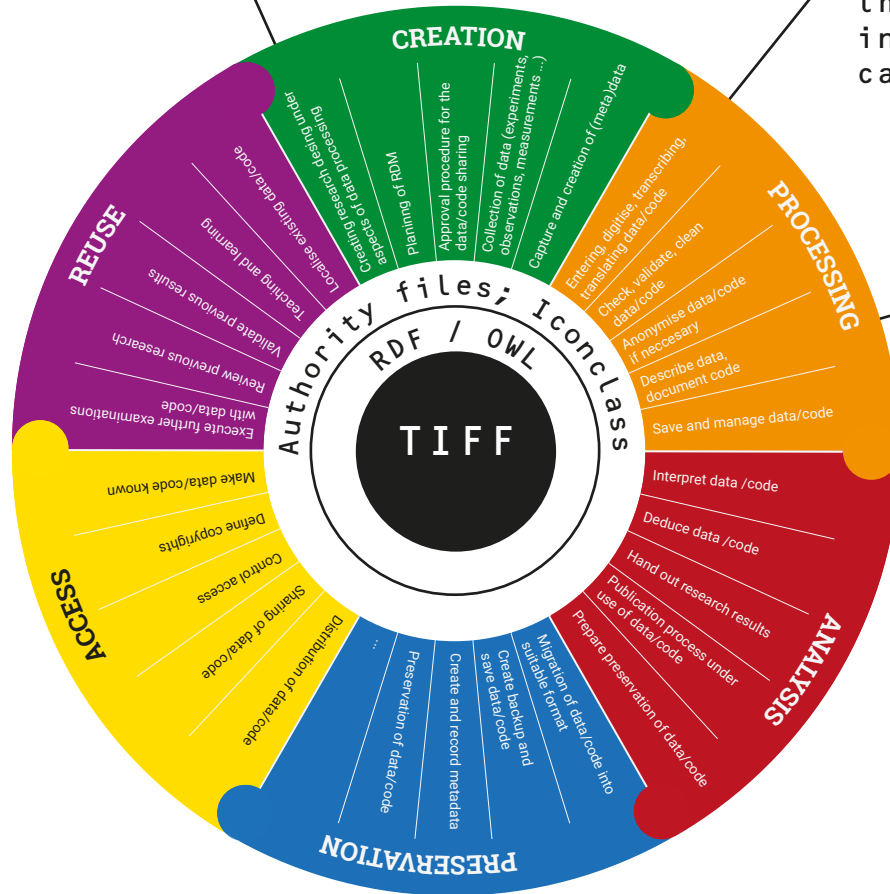 th
in
ca
CREATION
Creating research desing under
aspects of data processing
Planing of RDM
Approval procedure for the
data/code sharing
Collection of data (experiments,
observations, measurements ...)
Capture and creation of (meta)data
PROCESSING
Entering, digitise, transcribing,
translating data/code
Check, validate, clean
data/code
Anonymise data/code
if neccesary
Describe data,
document code
Save and manage data/code
ANALYSIS
Interpret data /code
Deduce data /code
Hand out research results
Publication process under
use of data/code
Prepare preservation of data/code
PRESERVATION
Migration of data/code into
suitable format
Create backup and
save data/code
Create and record metadata
Preservation of data/code
...
ACCESS
Distribution of data/code
Sharing of data/code
Control access
Define copyrights
Make data/code known
REUSE
Execute further examinations
with data/code
Review previous research
Validate previous results
Teaching and learning
Localise existing data/code
Authority files; Iconclass
RDF / OWL
TIFF